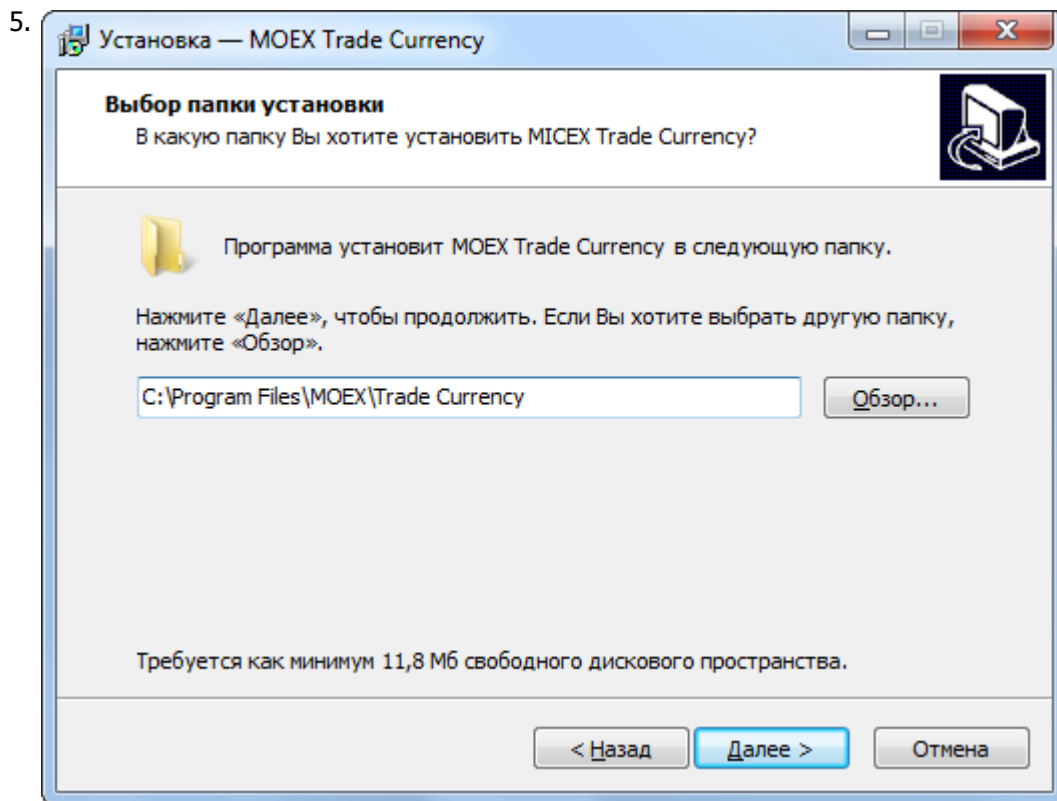 5.
Установка — MOEX Trade Currency
Выбор папки установки
В какую папку Вы хотите установить MICEX Trade Currency?
Программа установит MOEX Trade Currency в следующую папку.
Нажмите «Далее», чтобы продолжить. Если Вы хотите выбрать другую папку,
нажмите «Обзор».
C:\Program Files\MOEX\Trade Currency
Обзор...
Требуется как минимум 11,8 Мб свободного дискового пространства.
< Назад
Далее >
Отмена